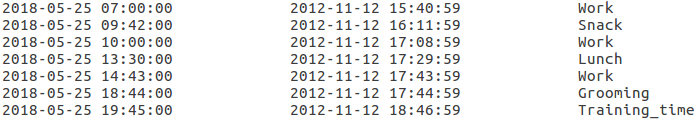 2018-05-25 07:00:00 2012-11-12 15:40:59 Work
2018-05-25 09:42:00 2012-11-12 16:11:59 Snack
2018-05-25 10:00:00 2012-11-12 17:08:59 Work
2018-05-25 13:30:00 2012-11-12 17:29:59 Lunch
2018-05-25 14:43:00 2012-11-12 17:43:59 Work
2018-05-25 18:44:00 2012-11-12 17:44:59 Grooming
2018-05-25 19:45:00 2012-11-12 18:46:59 Training_time